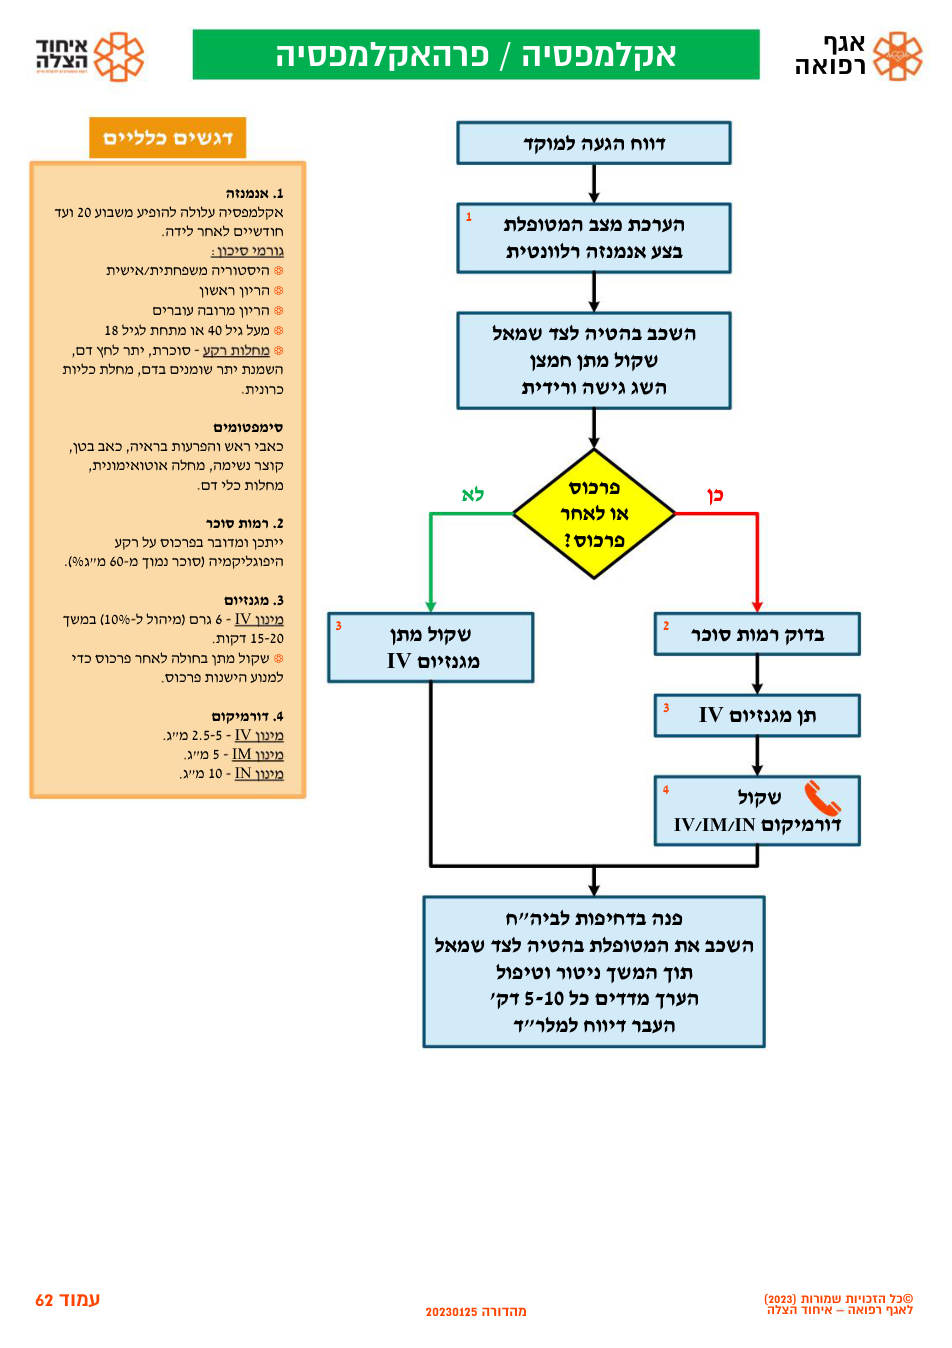 אגף
רפואה
אקלמפסיה / פרהאקלמפסיה
איחוד
הצלה
דווח הגעה למוקד
1
הערכת מצב המטופלת
בצע אנמנזה רלוונטית
השכב בהטיה לצד שמאל
שקול מתן חמצן
השג גישה ורידית
פרכוס
או לאחר
פרכוס?
כן
לא
2
בדוק רמות סוכר
3
תן מגנזיום IV
4
שקול
דורמיקום IV/IM/IN
3
שקול מתן
מגנזיום IV
פנה בדחיפות לביה״ח
השכב את המטופלת בהטיה לצד שמאל
תוך המשך ניטור וטיפול
הערך מדדים כל 5-10 דק׳
העבר דיווח למלר״ד
דגשים כלליים
1. אנמנזה
אקלמפסיה עלולה להופיע משבוע 20 ועד
חודשיים לאחר לידה.
גורמי סיכון:
היסטוריה משפחתית/אישית
הריון ראשון
הריון מרובה עוברים
מעל גיל 40 או מתחת לגיל 18
מחלות רקע - סוכרת, יתר לחץ דם,
השמנת יתר שומנים בדם, מחלת כליות
כרונית.
סימפטומים
כאבי ראש והפרעות בראיה, כאב בטן,
קוצר נשימה, מחלה אוטואימונית,
מחלות כלי דם.
2. רמות סוכר
ייתכן ומדובר בפרכוס על רקע
היפוגליקמיה (סוכר נמוך מ-60 מ״ג%).
3. מגנזיום
מינון IV - 6 גרם (מיהול ל-10%) במשך
15-20 דקות.
שקול מתן בחולה לאחר פרכוס כדי
למנוע הישנות פרכוס.
4. דורמיקום
מינון IV - 2.5-5 מ״ג.
מינון IM - 5 מ״ג.
מינון IN - 10 מ״ג.
©כל הזכויות שמורות (2023)
לאגף רפואה – איחוד הצלה
מהדורה 20230125
עמוד 62